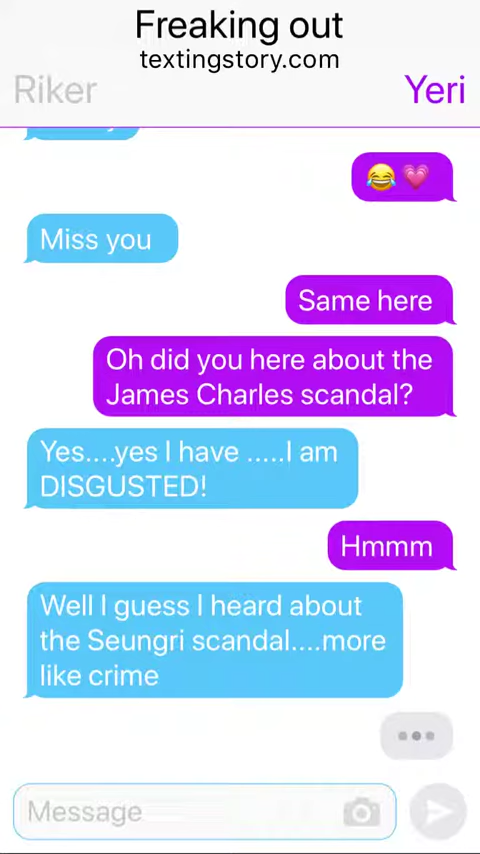 Freaking out
textingstory.com
Riker
Yeri
😂💗
Miss you
Same here
Oh did you here about the
James Charles scandal?
Yes....yes I have .....I am
DISGUSTED!
Hmmm
Well I guess I heard about
the Seungri scandal....more
like crime
Message